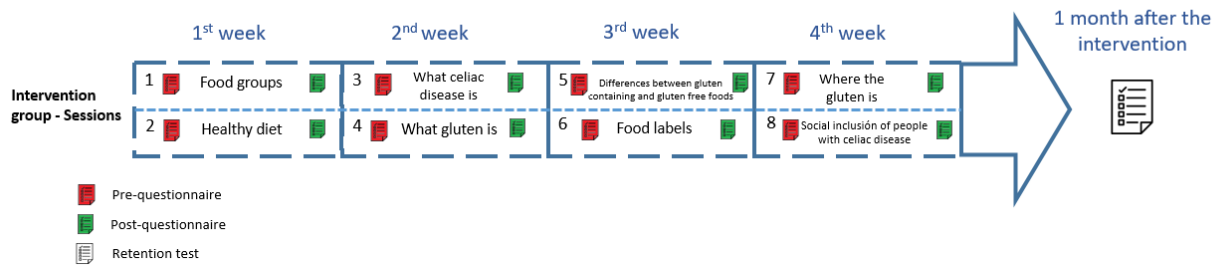 1st week
2nd week
3rd week
4th week
1 month after the
intervention
Intervention
group - Sessions
1 Food groups
2 Healthy diet
3 What celiac
disease is
4 What gluten is
5 Differences between gluten
containing and gluten free foods
6 Food labels
7 Where the
gluten is
8 Social inclusión of people
with celiac disease
Pre-questionnaire
Post-questionnaire
Retention test